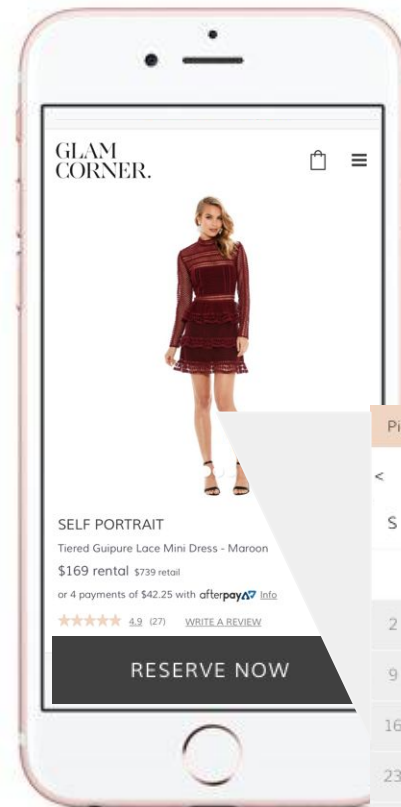 GLAM
CORNER.
SELF PORTRAIT
Tiered Guipure Lace Mini Dress - Maroon
$169 rental $739 retail
or 4 payments of $42.25 with afterpay Info
4.9 (27) WRITE A REVIEW
RESERVE NOW
Pi
<
S
2
9
16
23